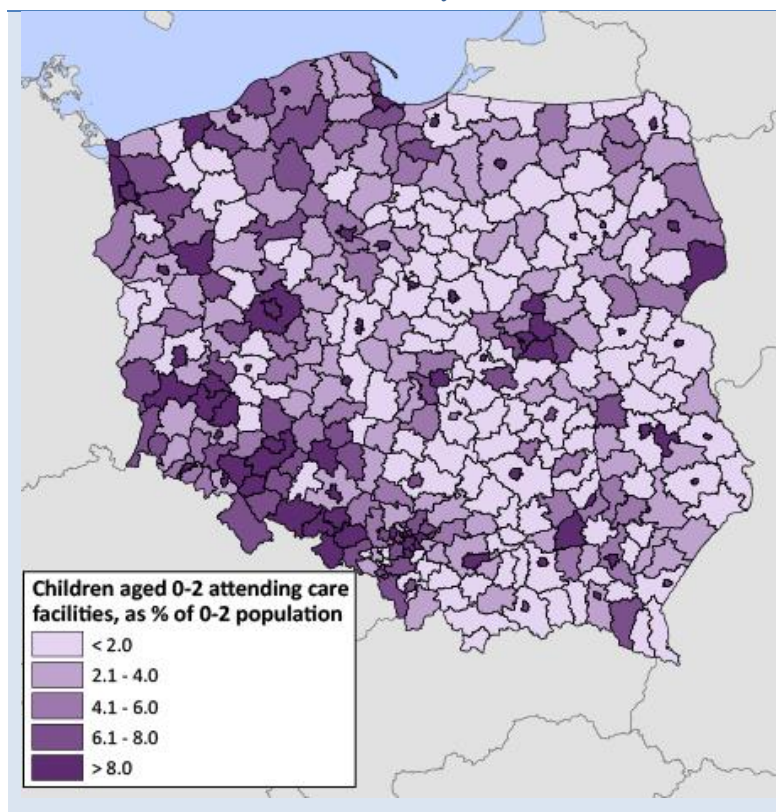 Children aged 0-2 attending care
facilities, as % of 0-2 population
< 2.0
2.1 - 4.0
4.1 - 6.0
6.1 - 8.0
> 8.0